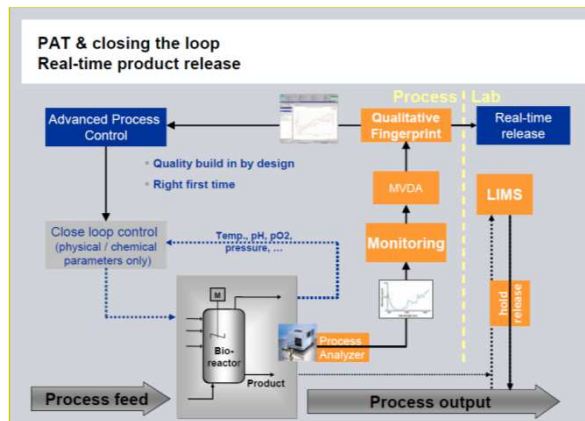 PAT & closing the loop
Real-time product release
Process Lab
Advanced Process
Control
Qualitative
Fingerprint
Real-time
release
• Quality build in by design
• Right first time
MVDA
LIMS
Close loop control
(physical / chemical
parameters only)
Temp., pH, pO2,
pressure, ...
Monitoring
hold
release
M
Bio-
reactor
Process
Analyzer
Product
Process feed
Process output